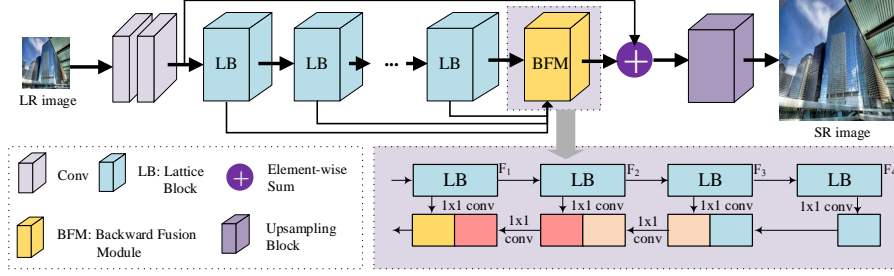 LR image
LB
LB
...
LB
BFM
+
SR image
Conv
LB: Lattice
Block
Element-wise
Sum
BFM: Backward Fusion
Module
Upsampling
Block
LB
F1
LB
F2
LB
F3
LB
F4
1x1 conv
1x1 conv
1x1 conv
1x1 conv
1x1
conv
1x1
conv